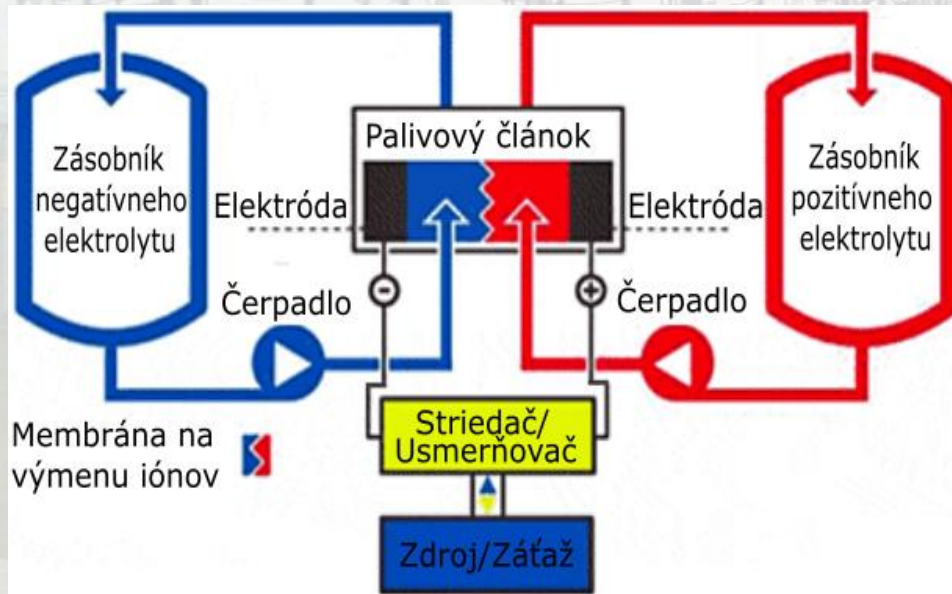 Palivový článok
Zásobník
negatívneho
elektrolytu
Elektróda
Elektróda
Zásobník
pozitívneho
elektrolytu
-
+
Čerpadlo
Čerpadlo
Membrána na
výmenu iónov
Striedač/
Usmerňovač
Zdroj/Záťaž